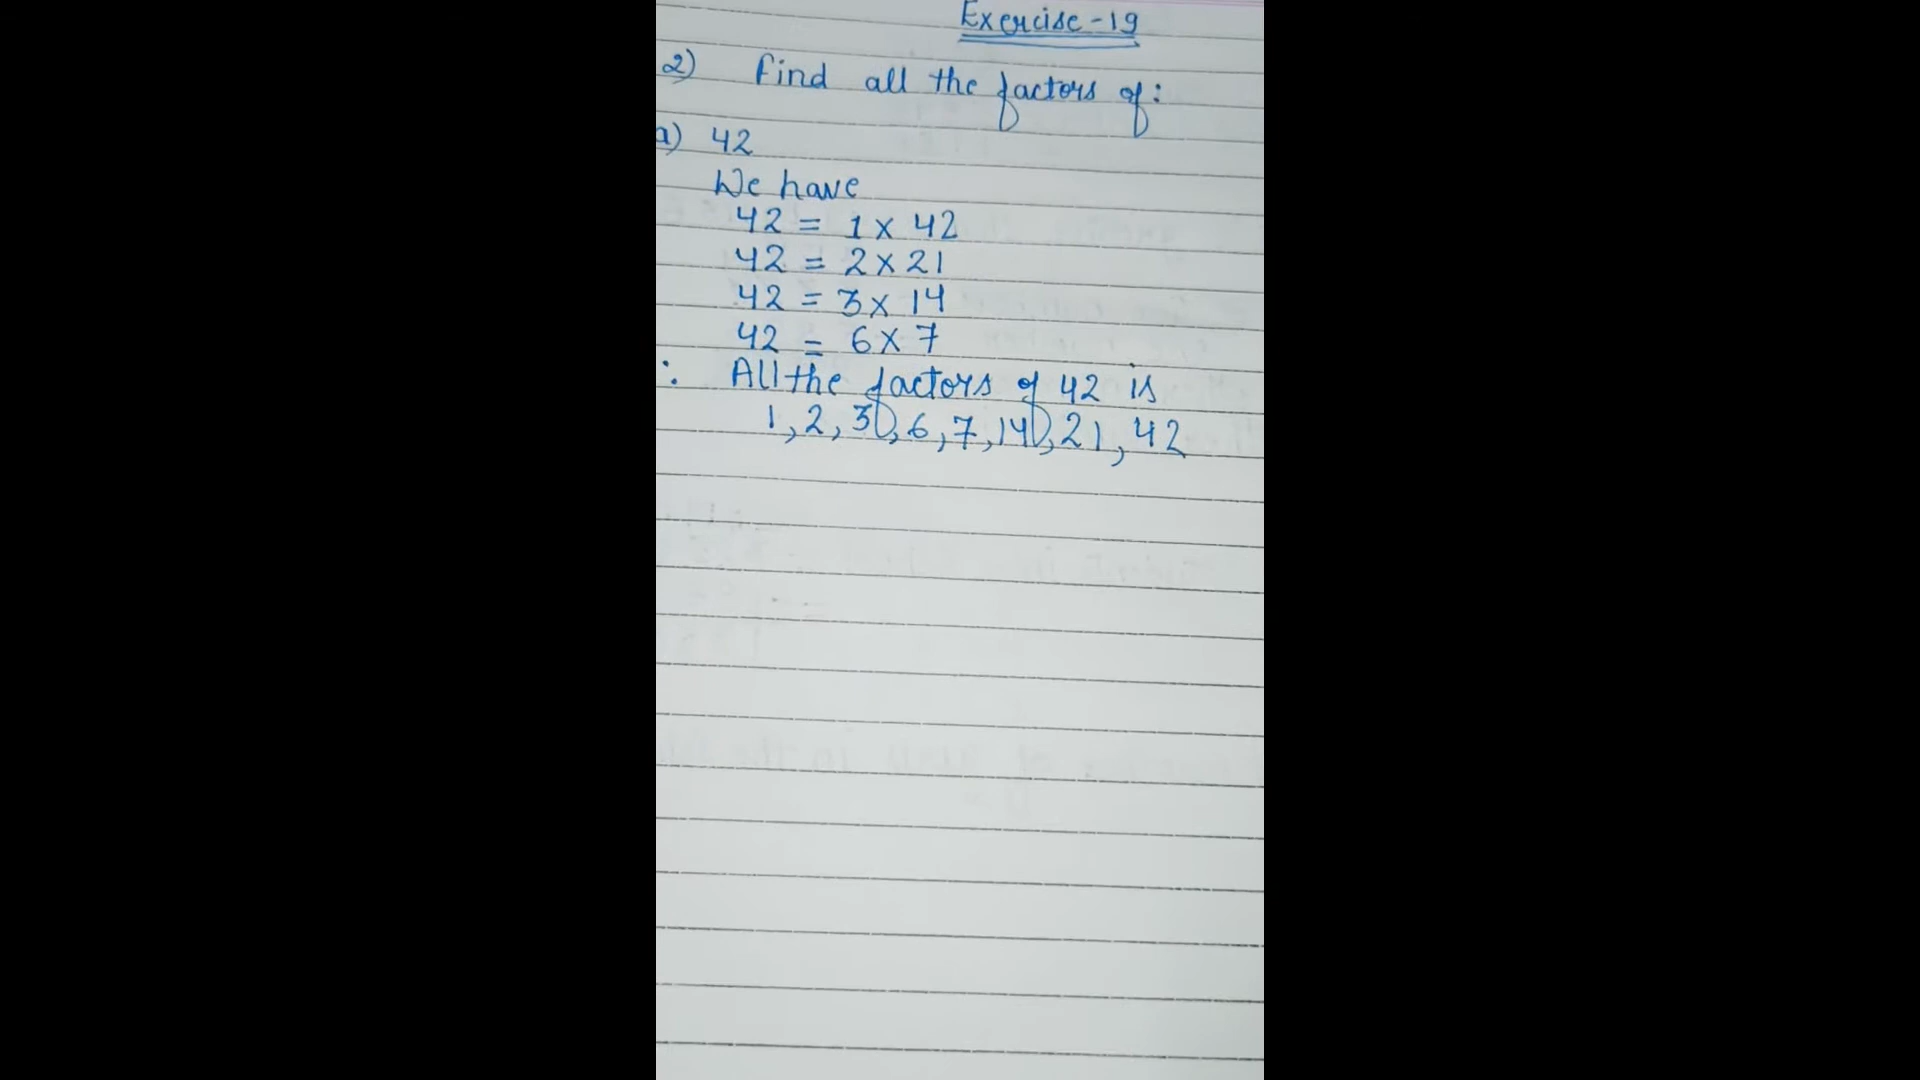 Exercise-19
2) Find all the factors of:
a) 42
We have
42 = 1 x 42
42 = 2 x 21
42 = 3 x 14
42 = 6 x 7
∴ All the factors of 42 is
1, 2, 3, 6, 7, 14, 21, 42